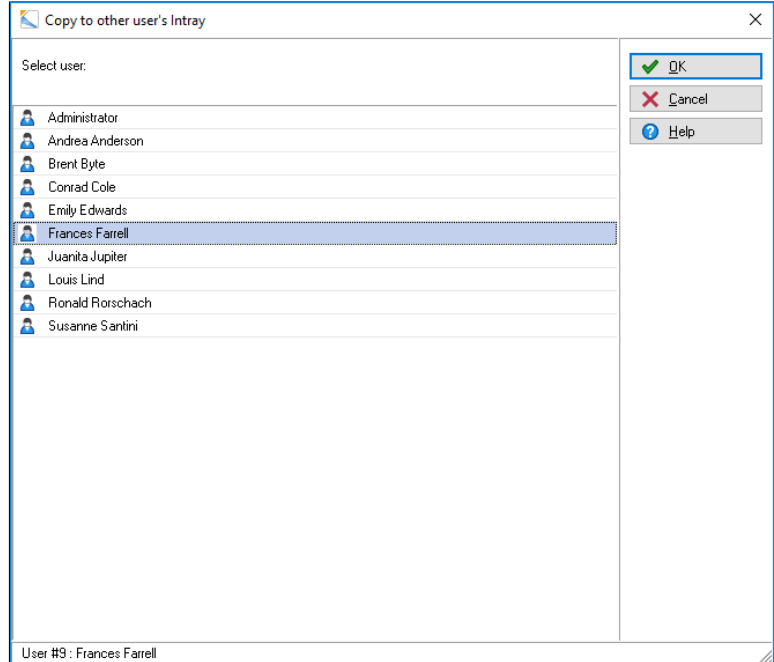 Copy to other user's Intray
Select user:
OK
Cancel
Help
Administrator
Andrea Anderson
Brent Byte
Conrad Cole
Emily Edwards
Frances Farrell
Juanita Jupiter
Louis Lind
Ronald Rorschach
Susanne Santini
User #9 : Frances Farrell